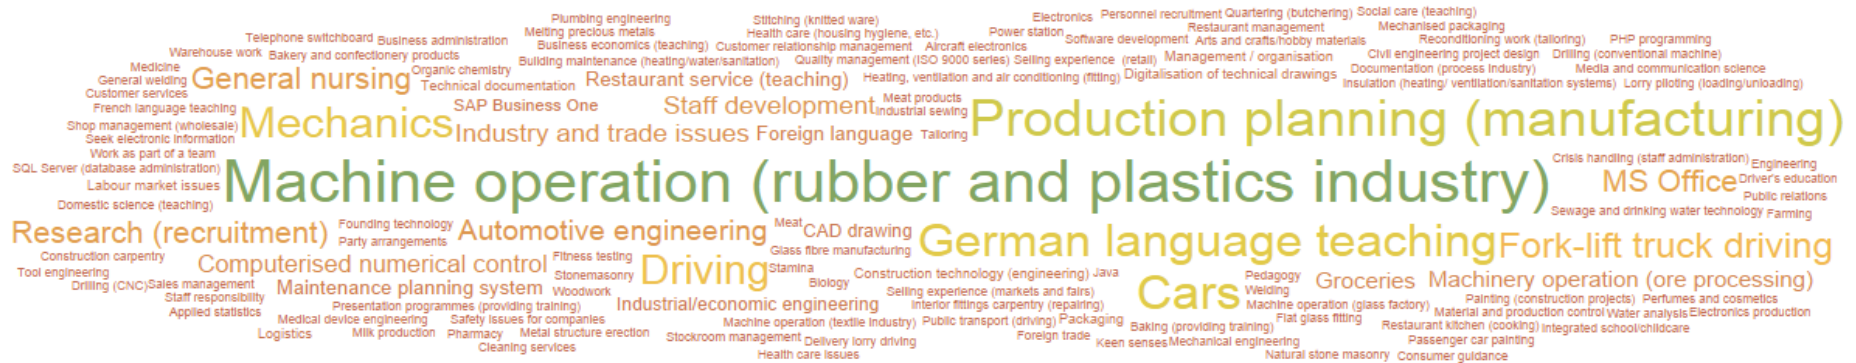 Plumbing engineering
Stitching (knitted ware)
Electronics
Personnel recruitment
Quartering (butchering)
Social care (teaching)
Telephone switchboard
Business administration
Melting precious metals
Health care (housing hygiene, etc.)
Power station
Restaurant management
Mechanised packaging
Warehouse work
Bakery and confectionery products
Business economics (teaching)
Customer relationship management
Aircraft electronics
Software development
Arts and crafts/hobby materials
Reconditioning work (tailoring)
PHP programming
Medicine
Building maintenance (heating/water/sanitation)
Quality management (ISO 9000 series)
Selling experience (retail)
Management / organisation
Civil engineering project design
Drilling (conventional machine)
General welding
General nursing
Organic chemistry
Technical documentation
Restaurant service (teaching)
Heating, ventilation and air conditioning (fitting)
Digitalisation of technical drawings
Documentation (process industry)
Media and communication science
Customer services
Insulation (heating/ ventilation/sanitation systems)
Lorry piloting (loading/unloading)
French language teaching
SAP Business One
Staff development
Meat products
Industrial sewing
Shop management (wholesale)
Mechanics
Industry and trade issues
Foreign language
Tailoring
Production planning (manufacturing)
Seek electronic information
Work as part of a team
SQL Server (database administration)
Labour market issues
Domestic science (teaching)
Machine operation (rubber and plastics industry)
Crisis handling (staff administration)
Engineering
MS Office
Driver's education
Public relations
Sewage and drinking water technology
Farming
Research (recruitment)
Founding technology
Party arrangements
Automotive engineering
Meat
CAD drawing
Glass fibre manufacturing
German language teaching
Fork-lift truck driving
Construction carpentry
Tool engineering
Drilling (CNC)
Sales management
Computerised numerical control
Fitness testing
Stonemasonry
Woodwork
Driving
Stamina
Biology
Construction technology (engineering)
Java
Cars
Pedagogy
Welding
Groceries
Machinery operation (ore processing)
Staff responsibility
Maintenance planning system
Selling experience (markets and fairs)
Applied statistics
Presentation programmes (providing training)
Industrial/economic engineering
Interior fittings carpentry (repairing)
Machine operation (glass factory)
Painting (construction projects)
Perfumes and cosmetics
Medical device engineering
Safety issues for companies
Machine operation (textile industry)
Public transport (driving)
Packaging
Flat glass fitting
Material and production control
Water analysis
Electronics production
Logistics
Milk production
Pharmacy
Metal structure erection
Stockroom management
Delivery lorry driving
Foreign trade
Baking (providing training)
Keen senses
Mechanical engineering
Restaurant kitchen (cooking)
Integrated school/childcare
Passenger car painting
Cleaning services
Health care issues
Natural stone masonry
Consumer guidance